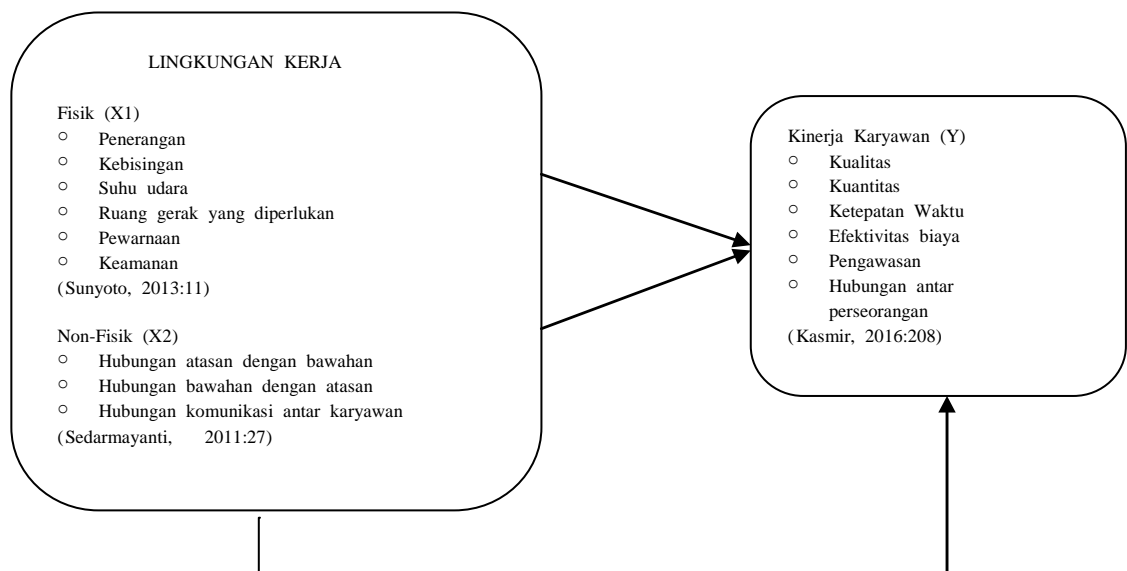 LINGKUNGAN KERJA
Fisik (X1)
○ Penerangan
○ Kebisingan
○ Suhu udara
○ Ruang gerak yang diperlukan
○ Pewarnaan
○ Keamanan
(Sunyoto, 2013:11)
Non-Fisik (X2)
○ Hubungan atasan dengan bawahan
○ Hubungan bawahan dengan atasan
○ Hubungan komunikasi antar karyawan
(Sedarmayanti, 2011:27)
Kinerja Karyawan (Y)
○ Kualitas
○ Kuantitas
○ Ketepatan Waktu
○ Efektivitas biaya
○ Pengawasan
○ Hubungan antar
perseorangan
(Kasmir, 2016:208)